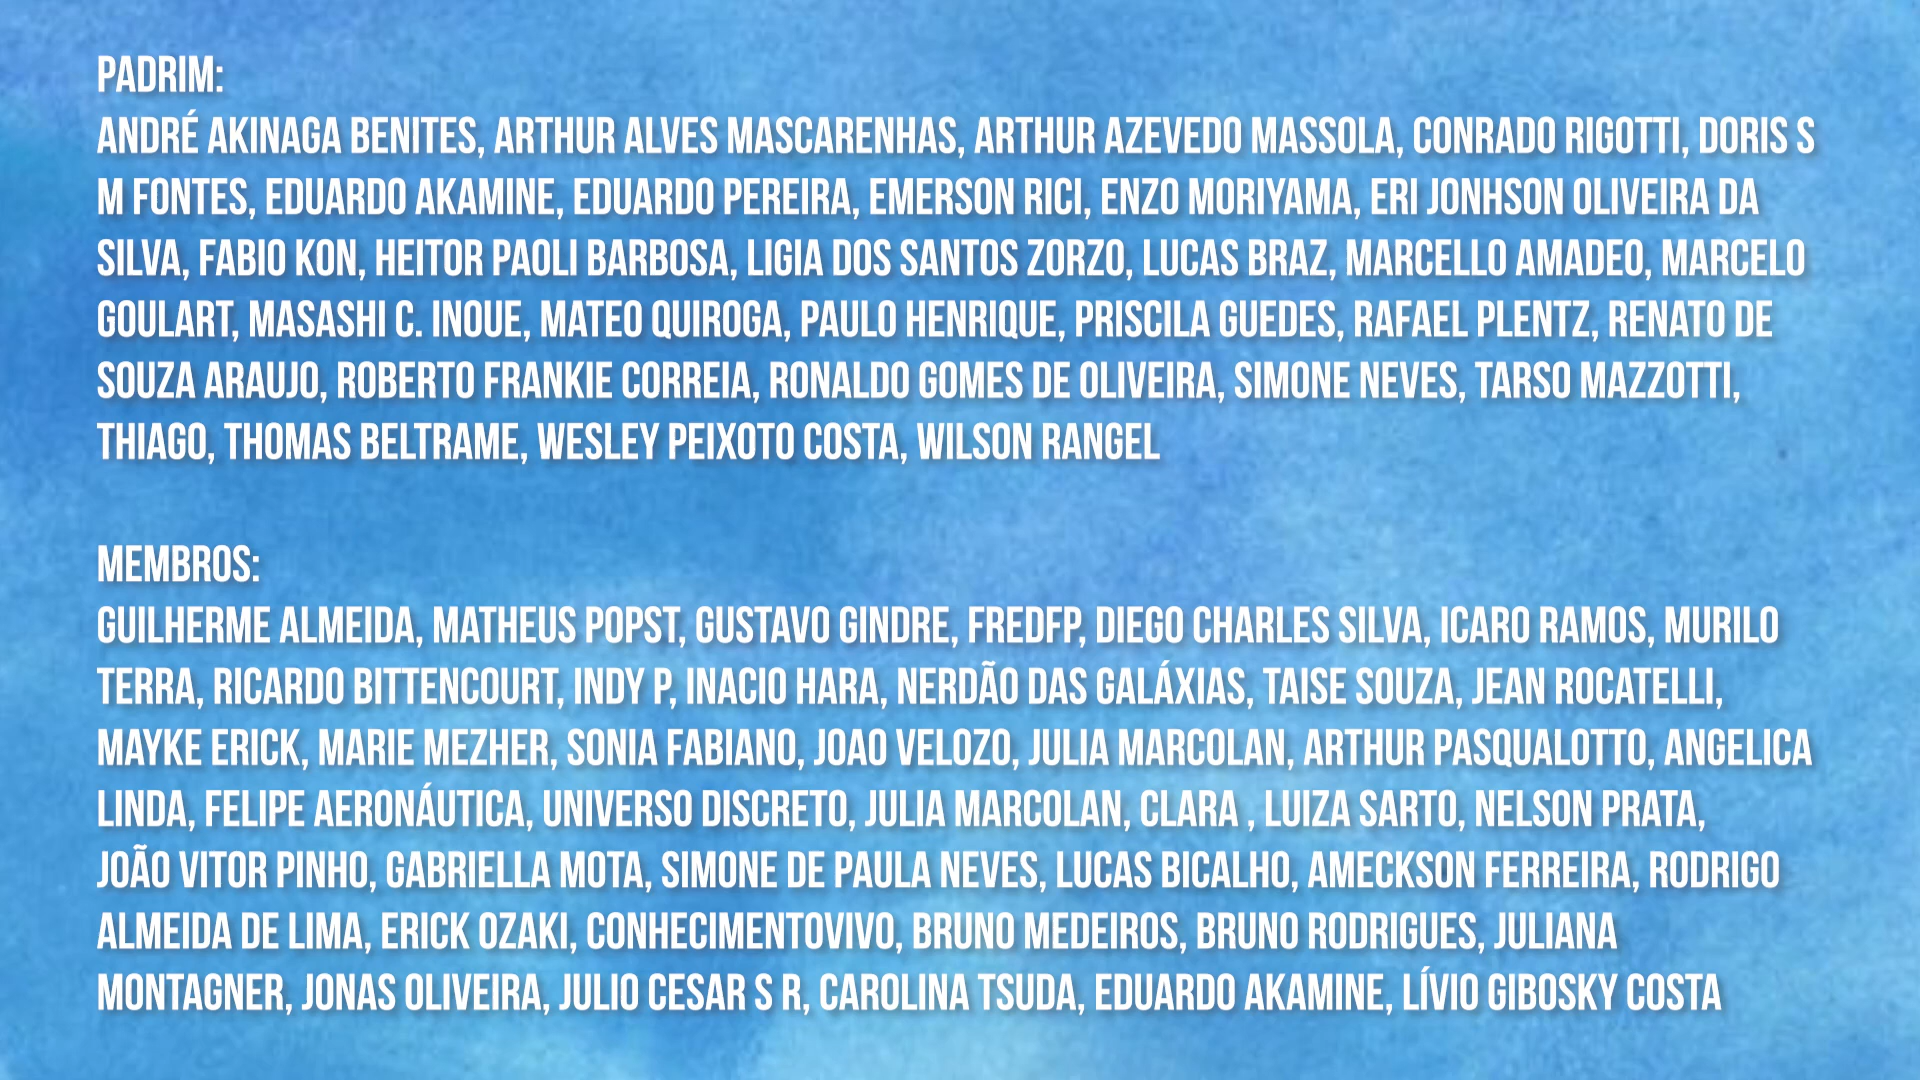 PADRIM:
ANDRÉ AKINAGA BENITES, ARTHUR ALVES MASCARENHAS, ARTHUR AZEVEDO MASSOLA, CONRADO RIGOTTI, DORIS S
M FONTES, EDUARDO AKAMINE, EDUARDO PEREIRA, EMERSON RICI, ENZO MORIYAMA, ERI JONHSON OLIVEIRA DA
SILVA, FABIO KON, HEITOR PAOLI BARBOSA, LIGIA DOS SANTOS ZORZO, LUCAS BRAZ, MARCELLO AMADEO, MARCELO
GOULART, MASASHI C. INOUE, MATEO QUIROGA, PAULO HENRIQUE, PRISCILA GUEDES, RAFAEL PLENTZ, RENATO DE
SOUZA ARAUJO, ROBERTO FRANKIE CORREIA, RONALDO GOMES DE OLIVEIRA, SIMONE NEVES, TARSO MAZZOTTI,
THIAGO, THOMAS BELTRAME, WESLEY PEIXOTO COSTA, WILSON RANGEL
MEMBROS:
GUILHERME ALMEIDA, MATHEUS POPST, GUSTAVO GINDRE, FREDFP, DIEGO CHARLES SILVA, ICARO RAMOS, MURILO
TERRA, RICARDO BITTENCOURT, INDY P, INACIO HARA, NERDÃO DAS GALÁXIAS, TAISE SOUZA, JEAN ROCATELLI,
MAYKE ERICK, MARIE MEZHER, SONIA FABIANO, JOAO VELOZO, JULIA MARCOLAN, ARTHUR PASQUALOTTO, ANGELICA
LINDA, FELIPE AERONÁUTICA, UNIVERSO DISCRETO, JULIA MARCOLAN, CLARA , LUIZA SARTO, NELSON PRATA,
JOÃO VITOR PINHO, GABRIELLA MOTA, SIMONE DE PAULA NEVES, LUCAS BICALHO, AMECKSON FERREIRA, RODRIGO
ALMEIDA DE LIMA, ERICK OZAKI, CONHECIMENTOVIVO, BRUNO MEDEIROS, BRUNO RODRIGUES, JULIANA
MONTAGNER, JONAS OLIVEIRA, JULIO CESAR S R, CAROLINA TSUDA, EDUARDO AKAMINE, LÍVIO GIBOSKY COSTA